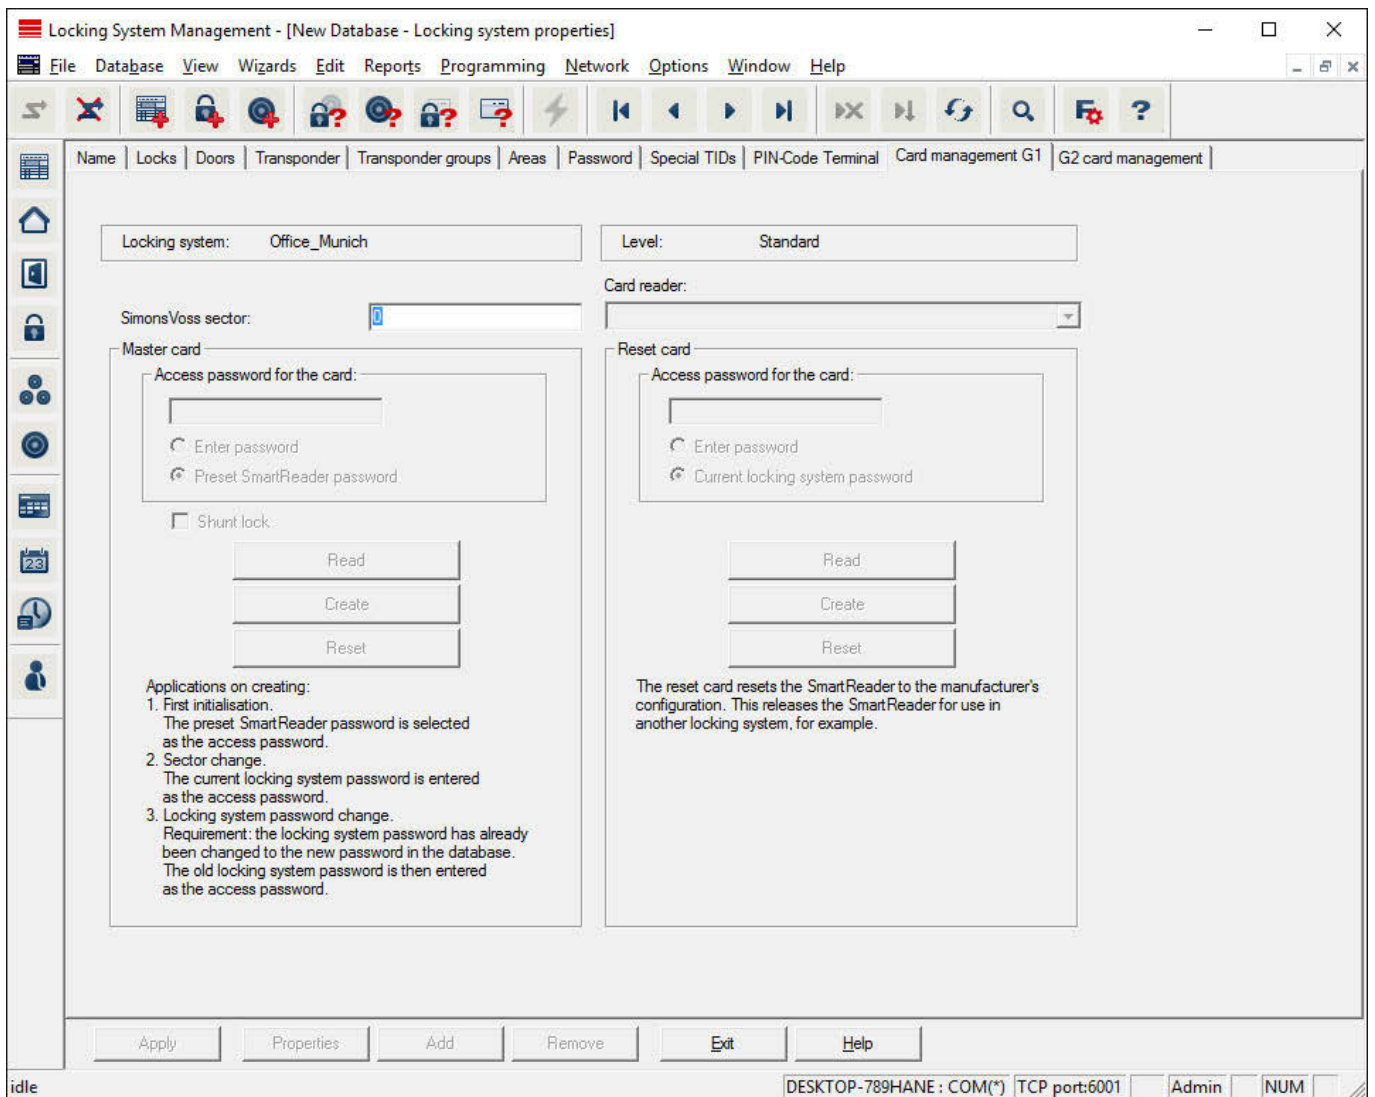 Locking System Management - [New Database - Locking system properties]
File Database View Wizards Edit Reports Programming Network Options Window Help
Name Locks Doors Transponder Transponder groups Areas Password Special TIDs PIN-Code Terminal Card management G1 G2 card management
Locking system: Office_Munich
Level: Standard
Card reader:
SimonsVoss sector: 0
Master card
Access password for the card:
Enter password
Preset SmartReader password
Shunt lock
Read
Create
Reset
Applications on creating:
1. First initialisation.
The preset SmartReader password is selected
as the access password.
2. Sector change.
The current locking system password is entered
as the access password.
3. Locking system password change.
Requirement: the locking system password has already
been changed to the new password in the database.
The old locking system password is then entered
as the access password.
Reset card
Access password for the card:
Enter password
Current locking system password
Read
Create
Reset
The reset card resets the SmartReader to the manufacturer's
configuration. This releases the SmartReader for use in
another locking system, for example.
Apply Properties Add Remove Exit Help
idle DESKTOP-789HANE : COM(*) TCP port:6001 Admin NUM
23